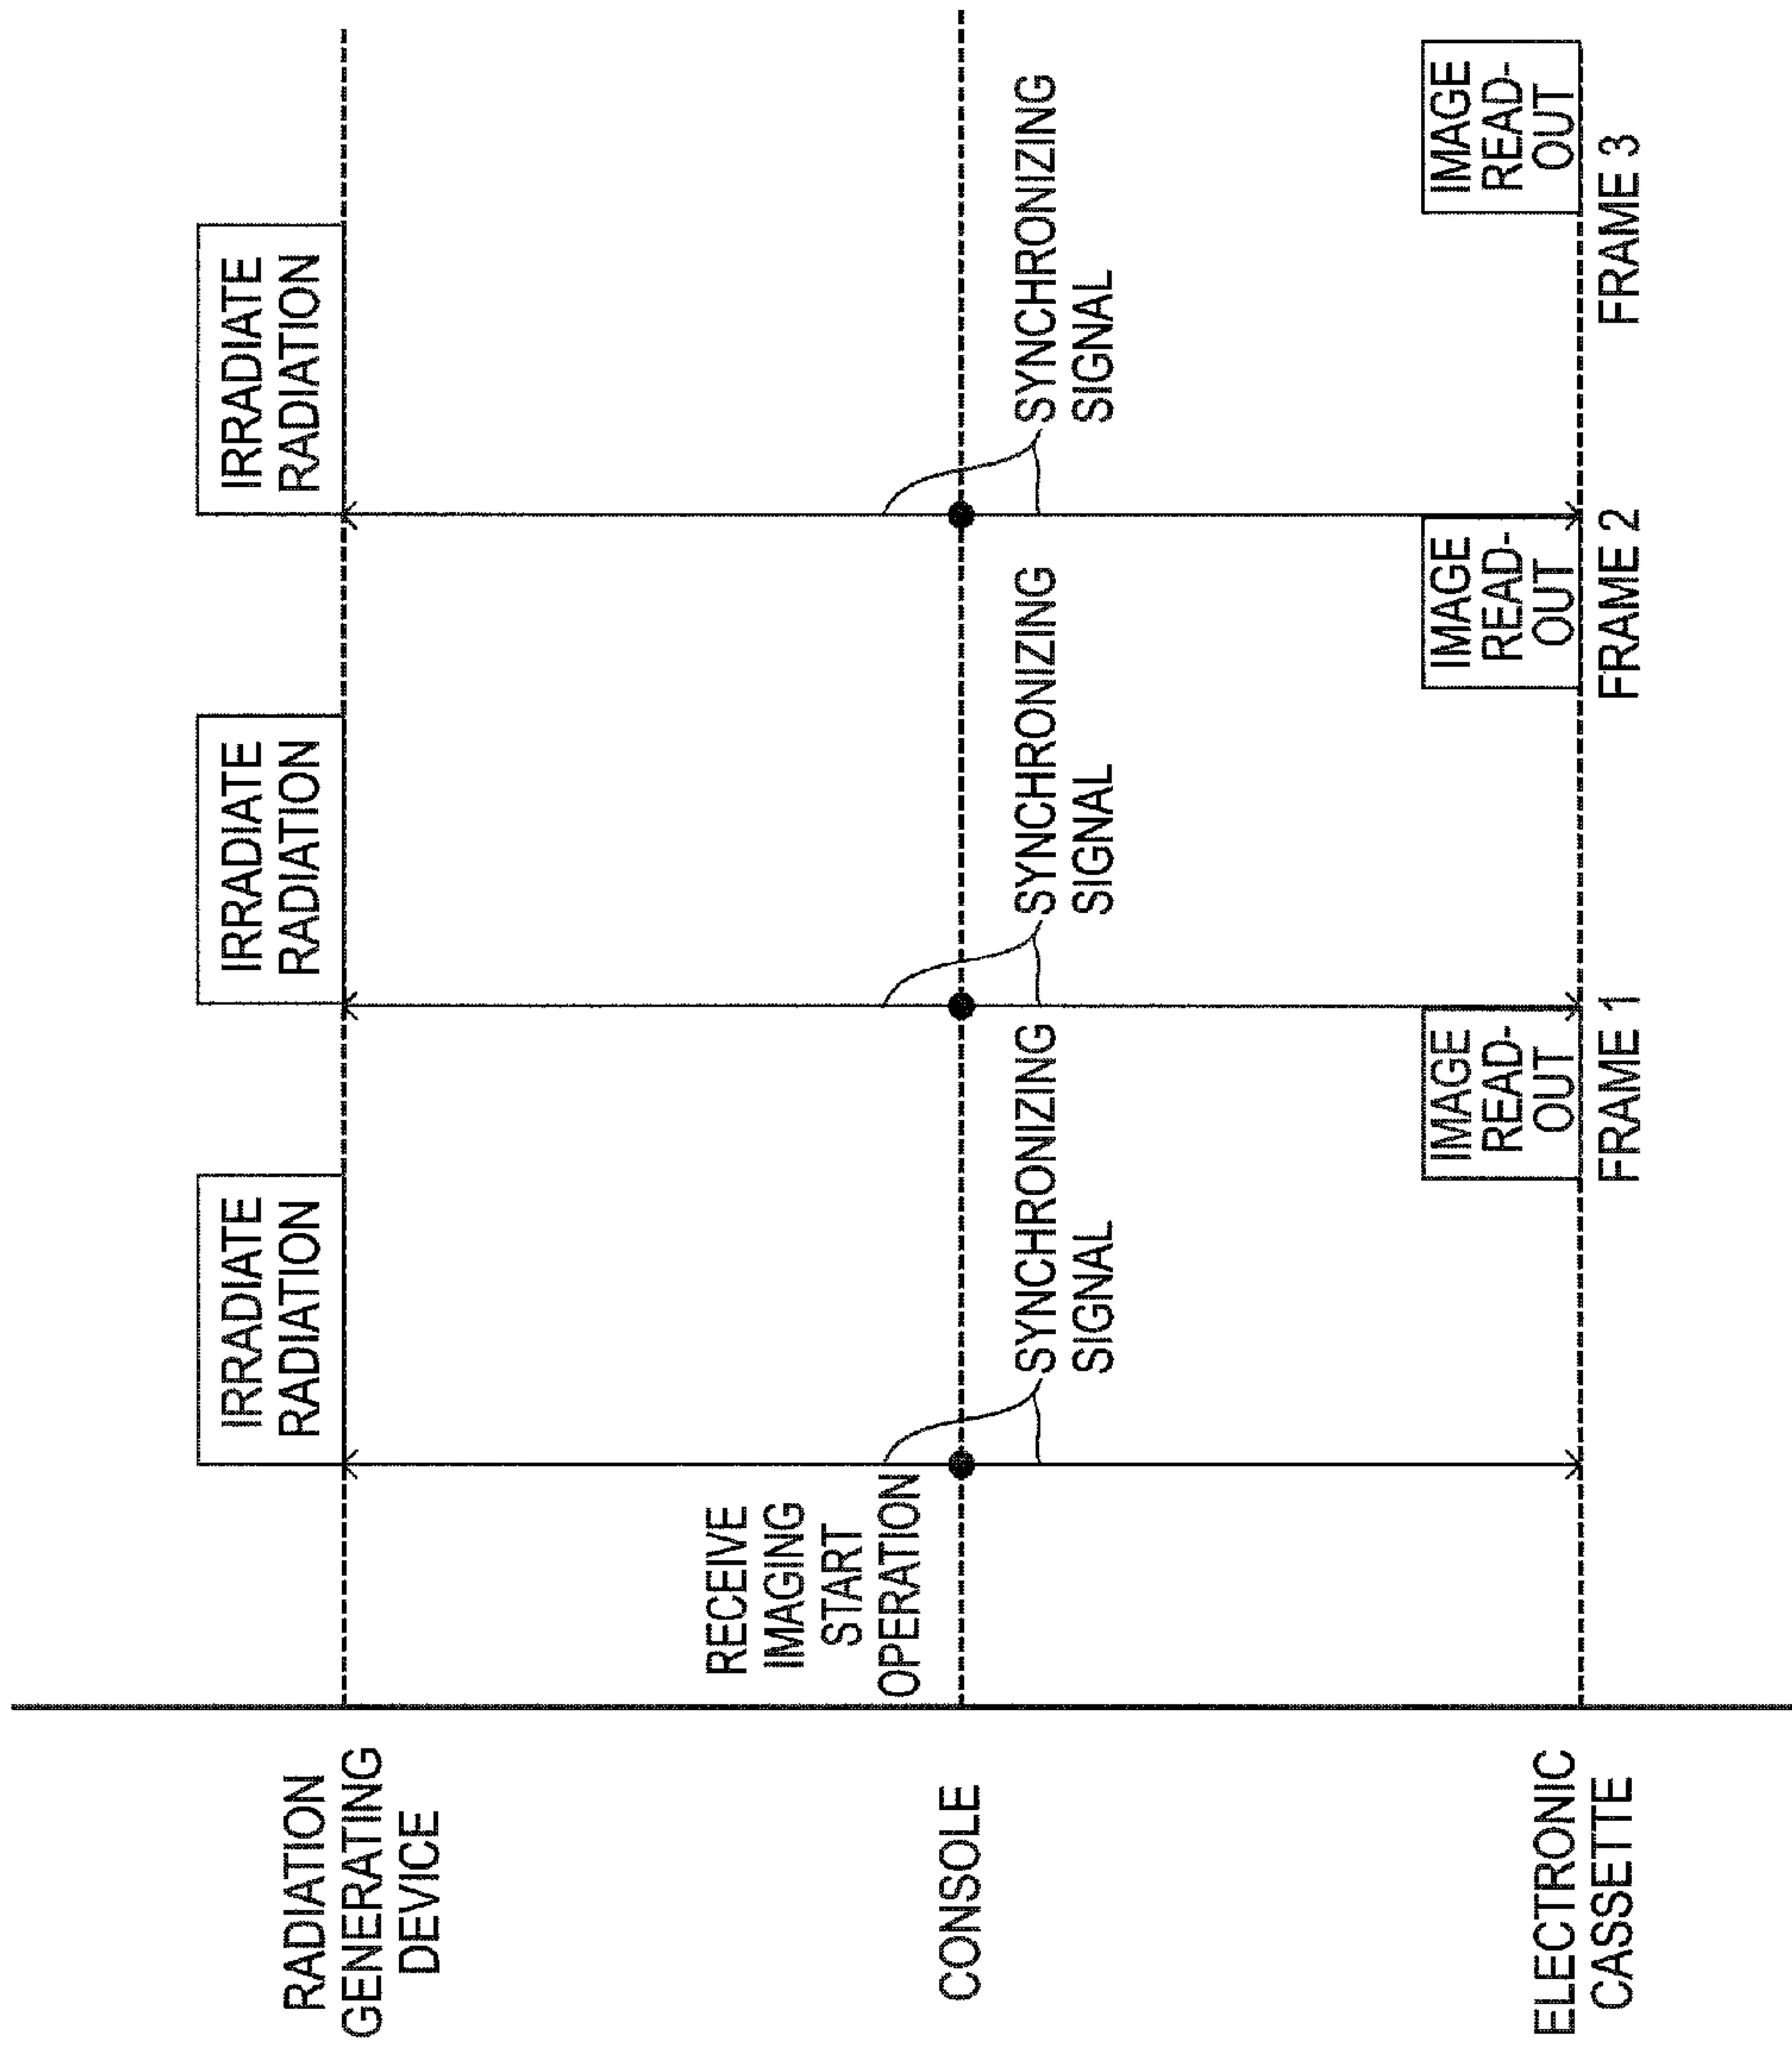 RADIATION
GENERATING
DEVICE
IRRADIATE
RADIATION
IRRADIATE
RADIATION
IRRADIATE
RADIATION
CONSOLE
RECEIVE
IMAGING
START
OPERATION
SYNCHRONIZING
SIGNAL
SYNCHRONIZING
SIGNAL
SYNCHRONIZING
SIGNAL
ELECTRONIC
CASSETTE
IMAGE
READ-
OUT
IMAGE
READ-
OUT
IMAGE
READ-
OUT
FRAME 1
FRAME 2
FRAME 3